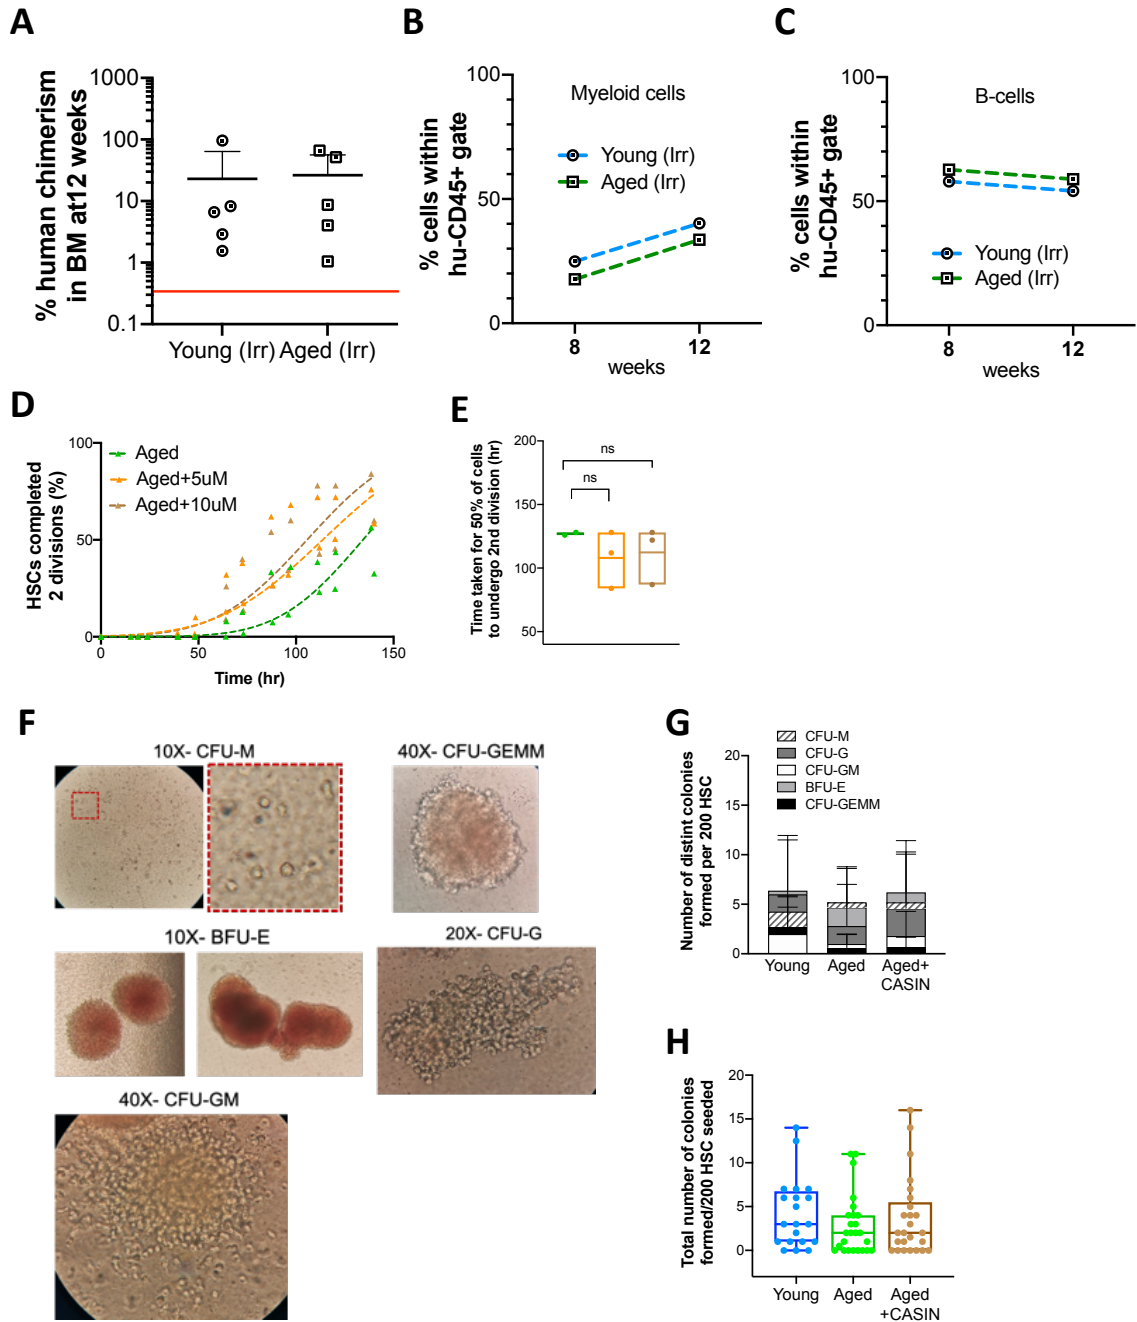 A
% human chimerism
in BM at12 weeks
1000
100
10
1
0.1
Young (Irr) Aged (Irr)
B
% cells within
hu-CD45+ gate
100
50
0
Myeloid cells
Young (Irr)
Aged (Irr)
8 12
weeks
C
% cells within
hu-CD45+ gate
100
50
0
B-cells
Young (Irr)
Aged (Irr)
8 12
weeks
D
HSCs completed
2 divisions (%)
100
50
0
Aged
Aged+5uM
Aged+10uM
0 50 100 150
Time (hr)
E
Time taken for 50% of cells
to undergo 2nd division (hr)
200
150
100
50
ns
ns
F
10X- CFU-M
40X- CFU-GEMM
10X- BFU-E
20X- CFU-G
40X- CFU-GM
G
CFU-M
CFU-G
CFU-GM
BFU-E
CFU-GEMM
Number of distint colonies
formed per 200 HSC
20
15
10
5
0
Young Aged Aged+
CASIN
H
Total number of colonies
formed/200 HSC seeded
20
15
10
5
0
Young Aged Aged
+CASIN